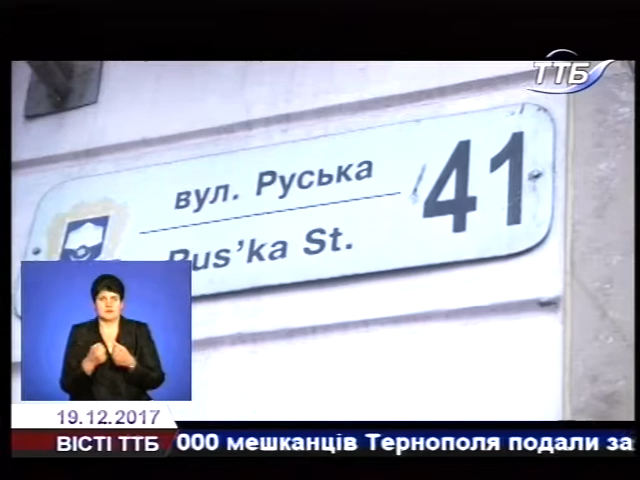 ТТБ
вул. Руська
41
Rus'ka St.
19.12.2017
ВІСТІ ТТБ
000 мешканців Тернополя подали за